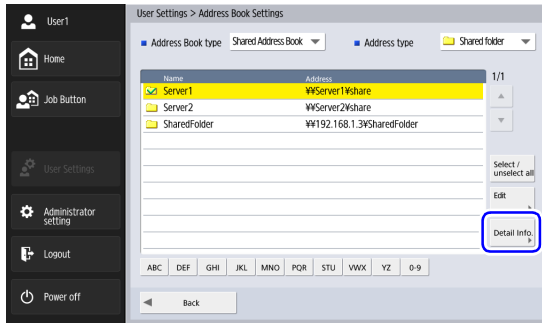 User1
Home
Job Button
User Settings
Administrator
setting
Logout
Power off
User Settings > Address Book Settings
Address Book type Shared Address Book Address type Shared folder
Name Address 1/1
Server1 ¥¥Server1¥share
Server2 ¥¥Server2¥share
SharedFolder ¥¥192.168.1.3¥SharedFolder
Select /
unselect all
Edit
Detail Info.
ABC DEF GHI JKL MNO PQR STU VWX YZ 0-9
Back